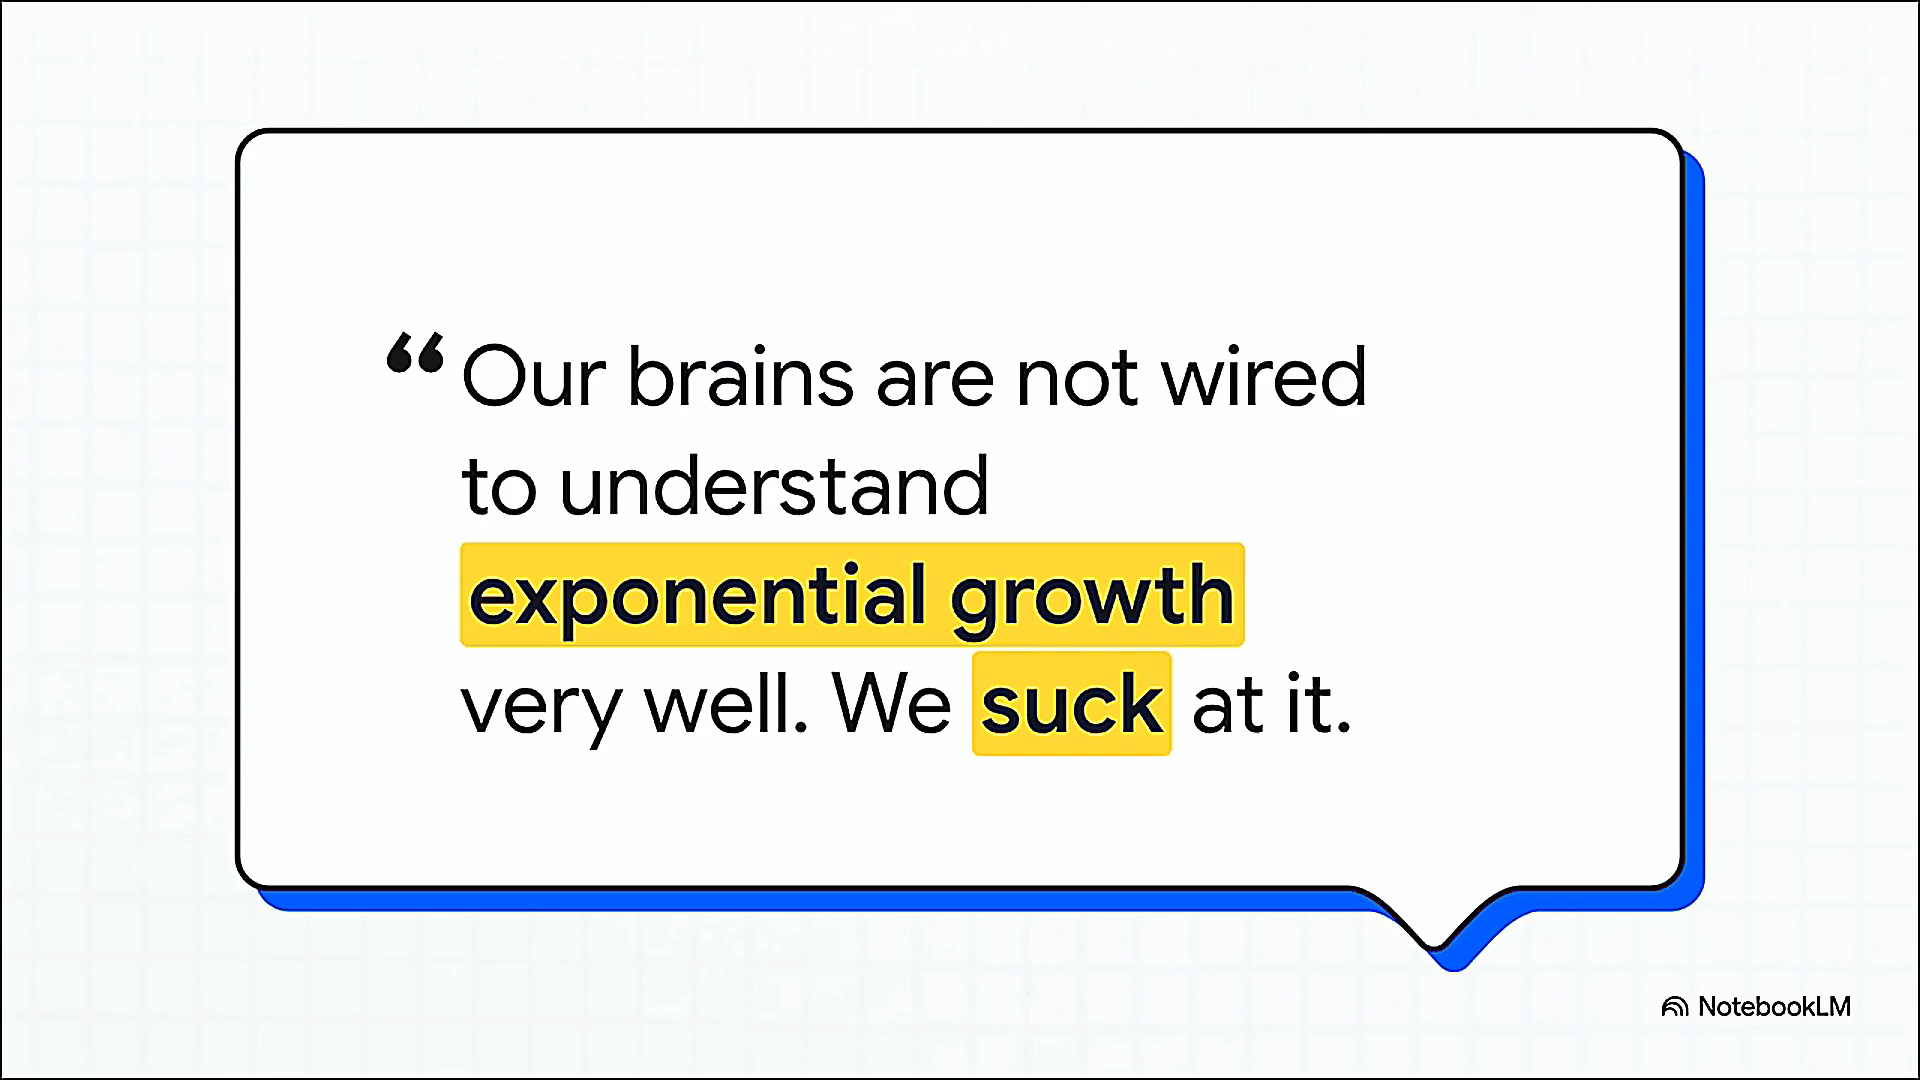 “Our brains are not wired
to understand
exponential growth
very well. We suck at it.
NotebookLM